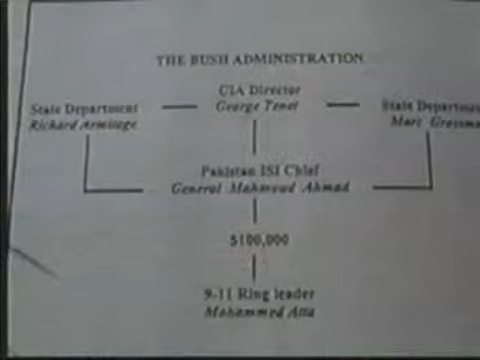 THE BUSH ADMINISTRATION
CIA Director
George Tenet
State Department
Richard Armitage
State Departmen
Marc Grossma
Pakistan ISI Chief
General Mahmoud Ahmad
$100,000
9-11 Ring leader
Mohammed Atta